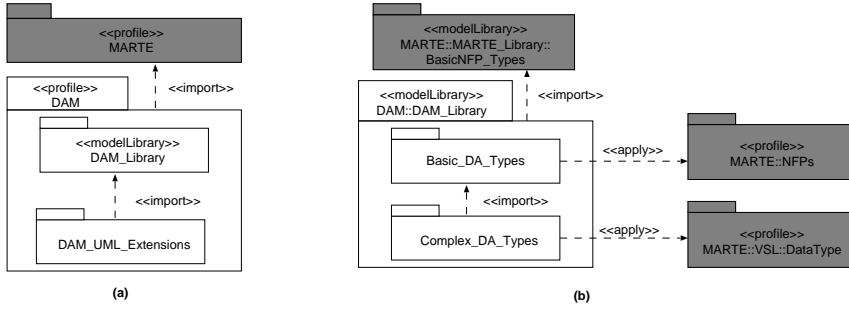 <<profile>>
MARTE
<<import>>
<<profile>>
DAM
<<modelLibrary>>
DAM_Library
<<import>>
DAM_UML_Extensions
(a)
<<modelLibrary>>
MARTE::MARTE_Library::
BasicNFP_Types
<<import>>
<<modelLibrary>>
DAM::DAM_Library
Basic_DA_Types
<<apply>>
<<profile>>
MARTE::NFPs
<<import>>
Complex_DA_Types
<<apply>>
<<profile>>
MARTE::VSL::DataType
(b)